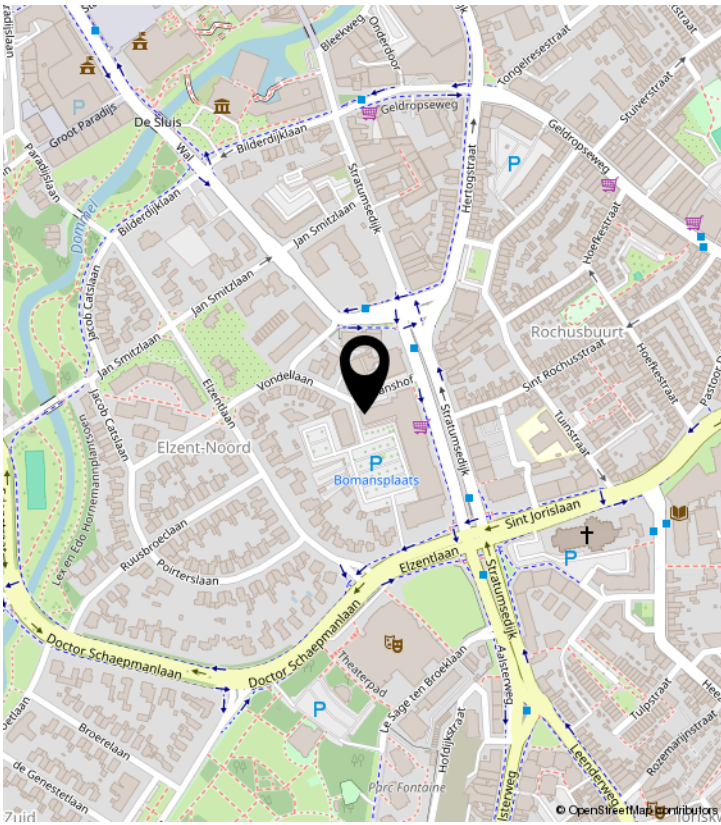 Paradijslaan
Bleekweg
Onderdoor
Tongelresestraat
Stuiverstraat
P
Groot Paradijs
De Sluis
Geldropseweg
Wal
Bilderdijklaan
Geldropseweg
Paradijslaan
Stratumsedijk
Hertogstraat
P
Jan Smitzlaan
Hoefkestraat
Bilderdijklaan
Dommel
Jacob Catslaan
Jan Smitzlaan
Rochusbuurt
Jan Smitzlaan
Sint Rochusstraat
Hoefkestraat
Pastoor
Vondellaan
Elzentlaan
Jacob Catslaan
Stratumsedijk
Tuinstraat
Elzent-Noord
P
Bomansplaats
Lex en Edo Hornemannplantsoen
Ruusbroeclaan
Sint Jorislaan
Poirterslaan
Elzentlaan
P
Stratumsedijk
Doctor Schaepmanlaan
Doctor Schaepmanlaan
Theaterpad
Le Sage ten Broeklaan
Aalsterweg
Tulpstraat
P
Broerelaan
Hofdijkstraat
Rozemarijnstraat
Leenderweg
de Genestetlaan
Parc Fontaine
Zuid
© OpenStreetMap contributors